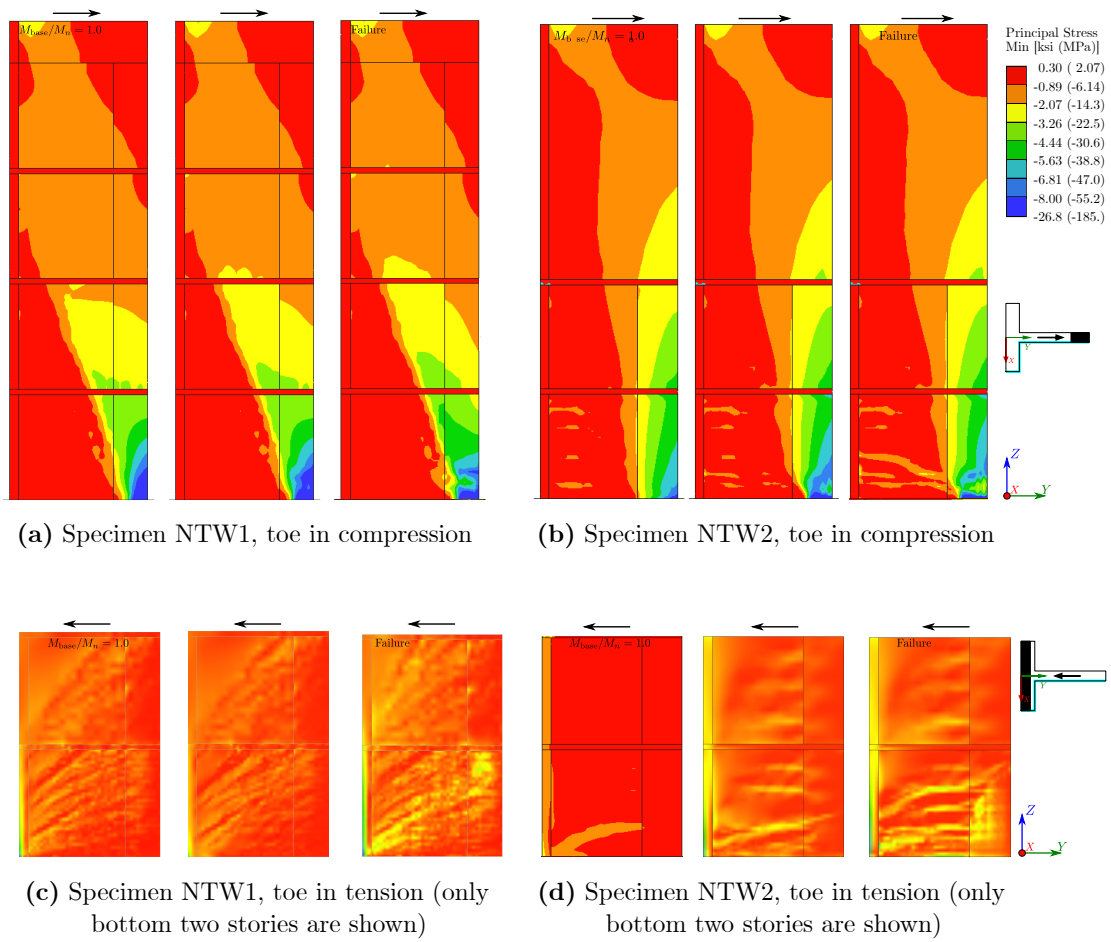 M_base/M_n = 1.0
Failure
M_b se/M_n = 1.0
Failure
Principal Stress
Min [ksi (MPa)]
0.30 ( 2.07)
-0.89 (-6.14)
-2.07 (-14.3)
-3.26 (-22.5)
-4.44 (-30.6)
-5.63 (-38.8)
-6.81 (-47.0)
-8.00 (-55.2)
-26.8 (-185.)
Y
X
Z
X
Y
(a) Specimen NTW1, toe in compression
(b) Specimen NTW2, toe in compression
M_base/M_n = 1.0
Failure
M_base/M_n = 1.0
Failure
Y
X
Z
X
Y
(c) Specimen NTW1, toe in tension (only
bottom two stories are shown)
(d) Specimen NTW2, toe in tension (only
bottom two stories are shown)